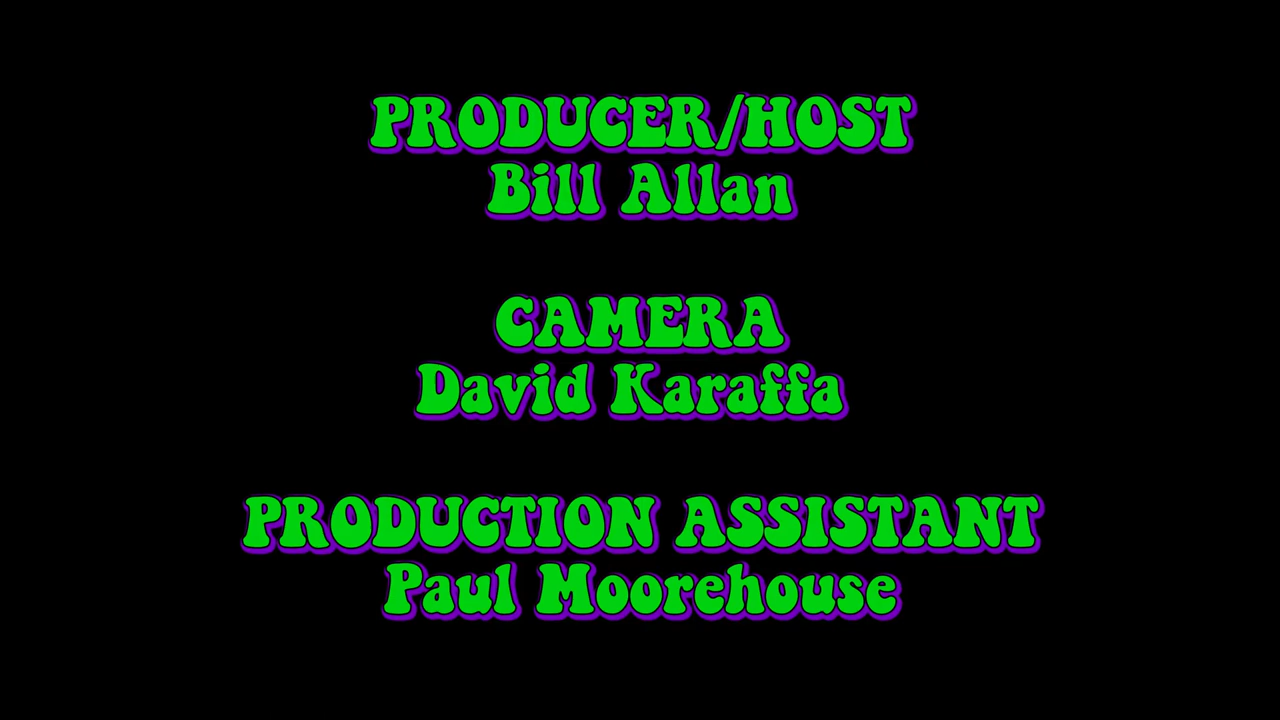 PRODUCER/HOST
Bill Allan
CAMERA
David Karaffa
PRODUCTION ASSISTANT
Paul Moorehouse